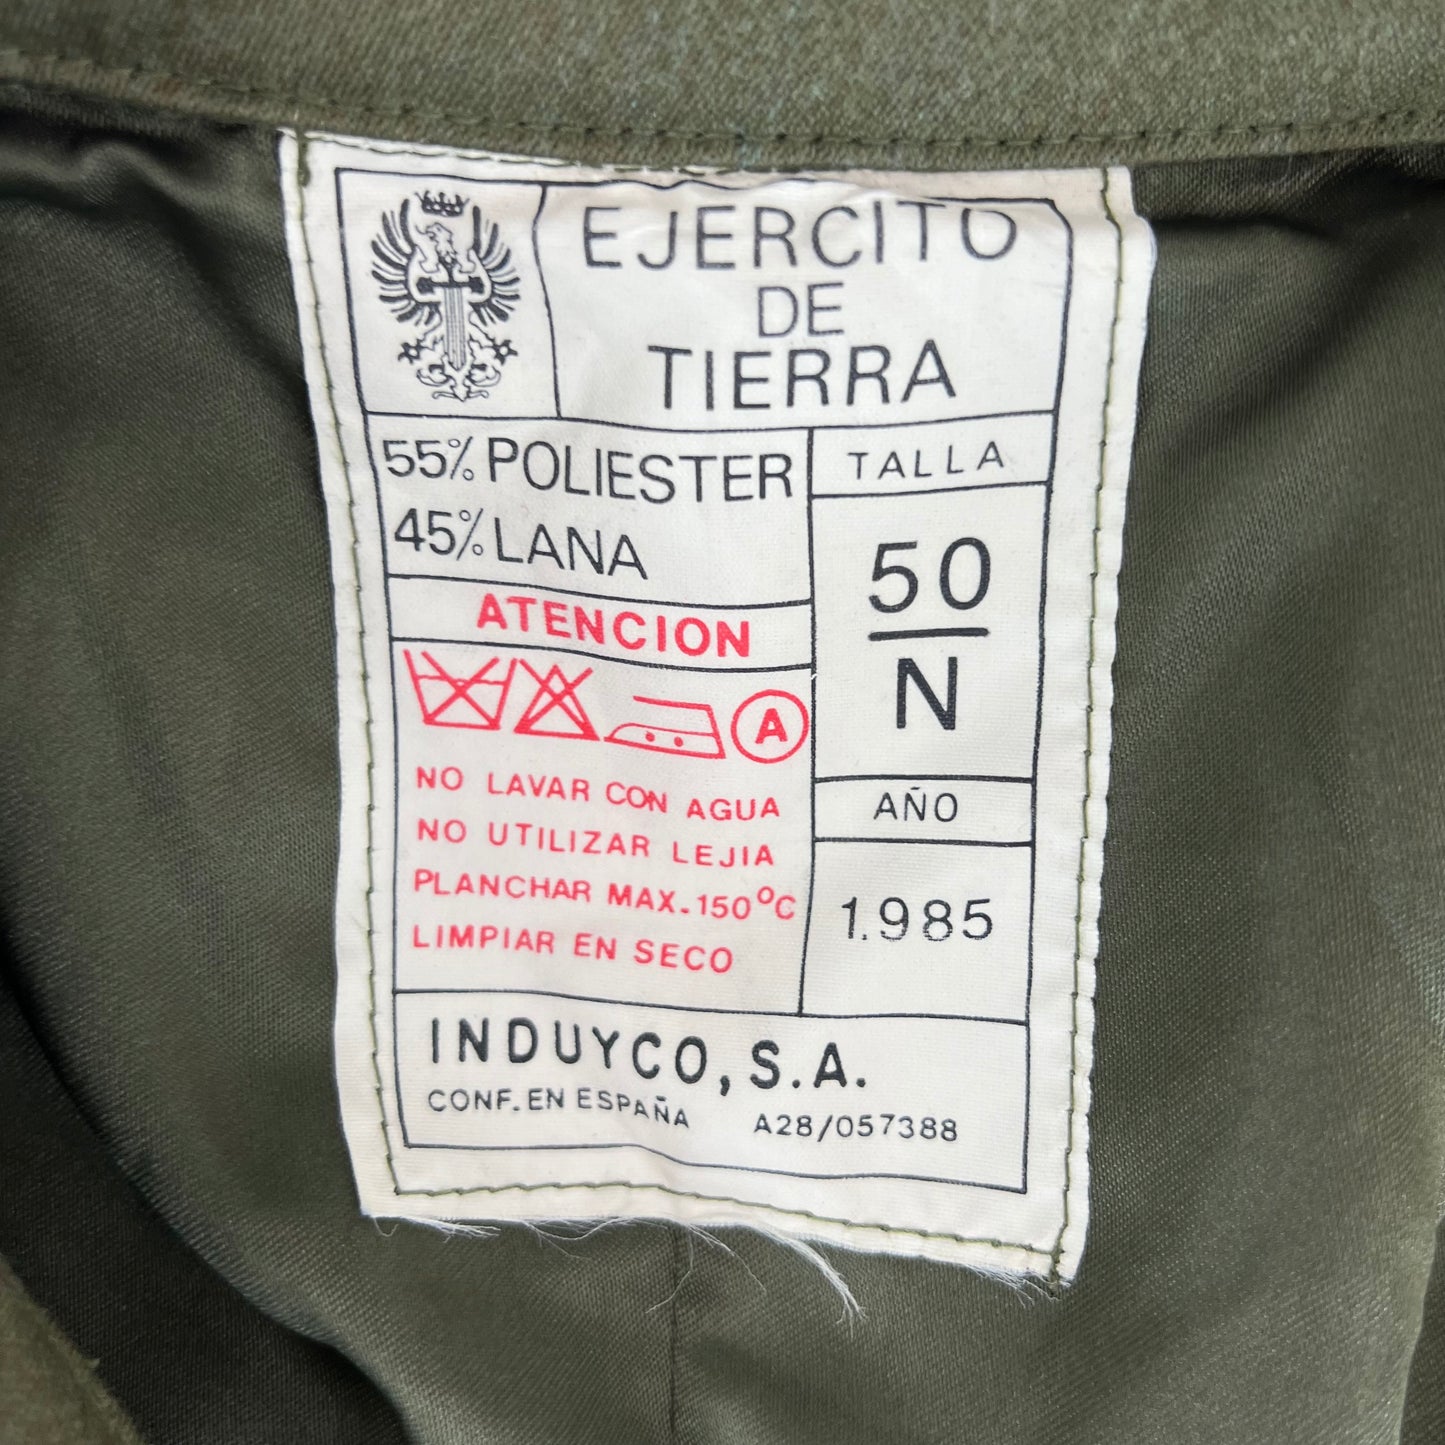 EJERCITO
DE
TIERRA
55% POLIESTER
45% LANA
TALLA
50
N
ATENCION
A
NO LAVAR CON AGUA
NO UTILIZAR LEJIA
PLANCHAR MAX. 150ºC
LIMPIAR EN SECO
AÑO
1.985
INDUYCO, S.A.
CONF. EN ESPAÑA A28/057388